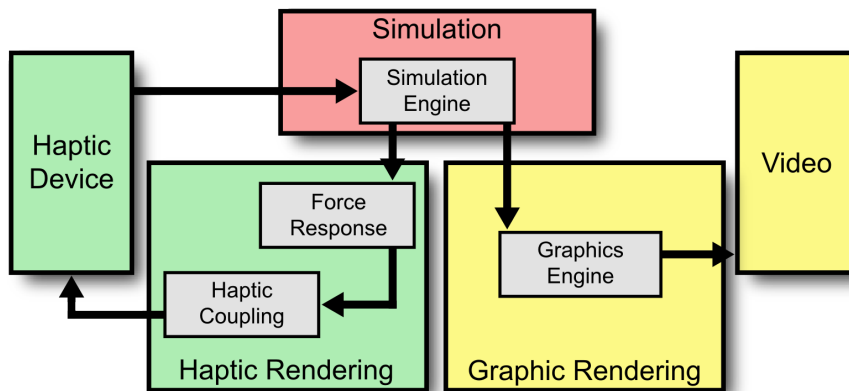 Simulation
Simulation
Engine
Haptic
Device
Force
Response
Haptic
Coupling
Haptic Rendering
Graphics
Engine
Graphic Rendering
Video